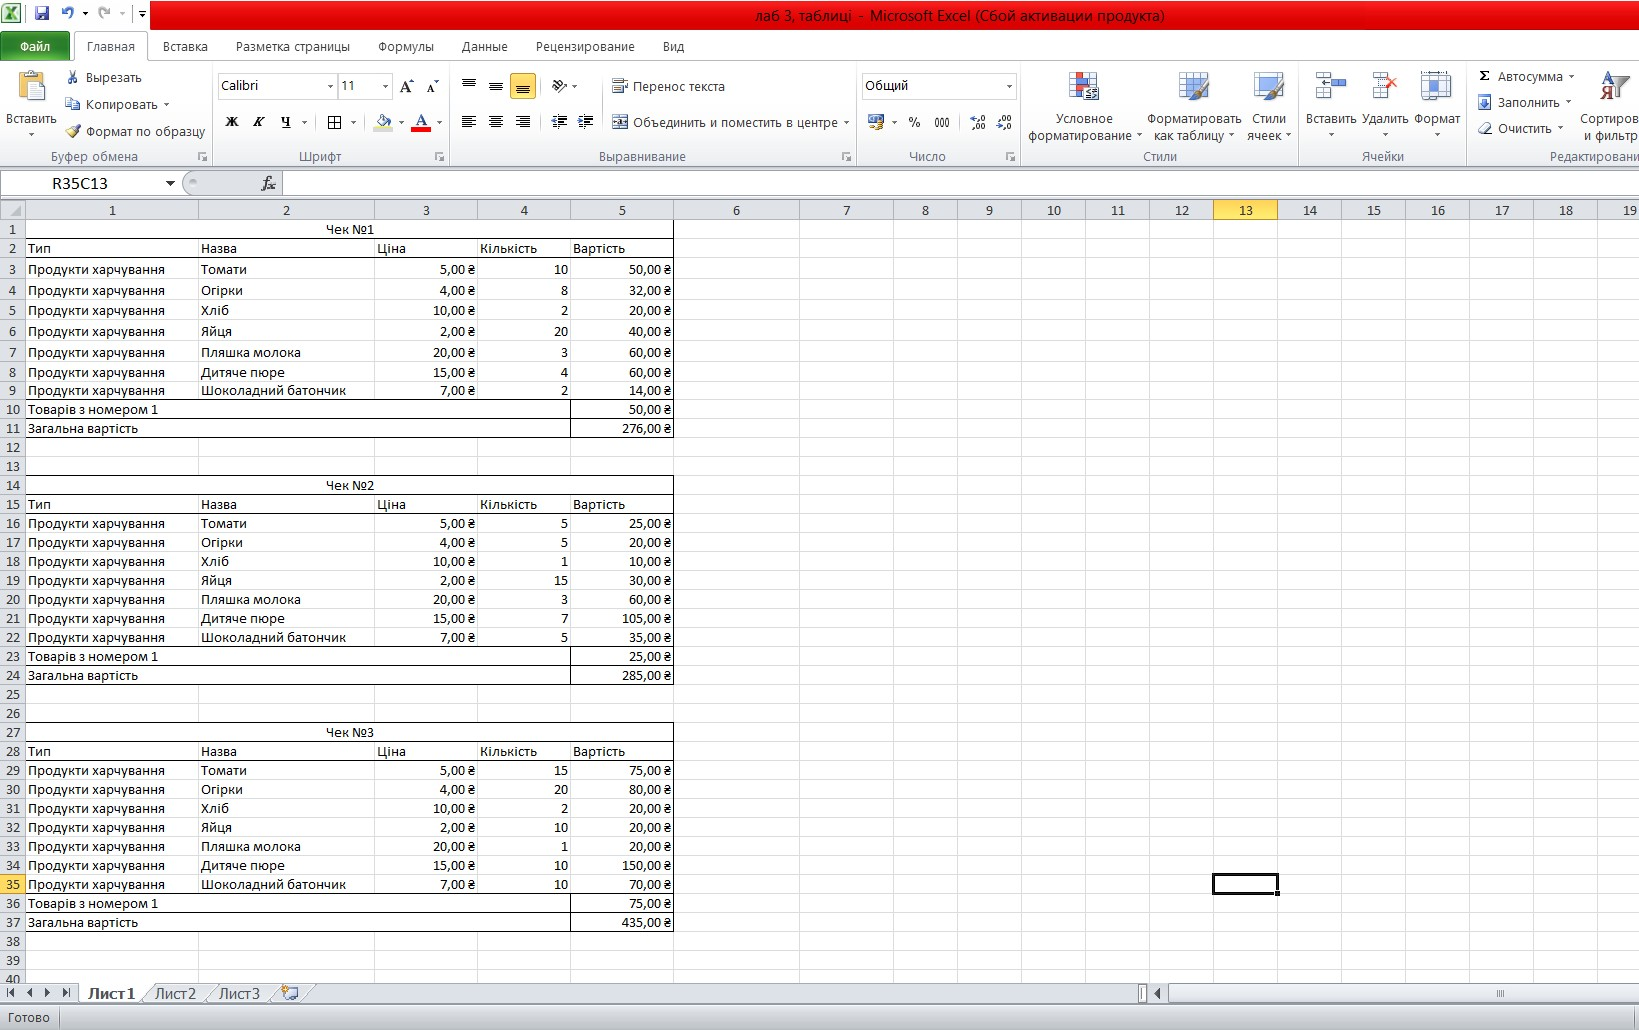 лаб 3, таблиці - Microsoft Excel (Сбой активации продукта)
Файл Главная Вставка Разметка страницы Формулы Данные Рецензирование Вид
Вставить
Вырезать
Копировать
Формат по образцу
Буфер обмена
Calibri 11
Ж К Ч
Шрифт
Перенос текста
Объединить и поместить в центре
Выравнивание
Общий
% 000
Число
Условное форматирование
Форматировать как таблицу
Стили ячеек
Стили
Вставить Удалить Формат
Ячейки
Σ Автосумма
Заполнить
Очистить
Сортиров
и фильтр
Редактировани
R35C13 fx
1 2 3 4 5 6 7 8 9 10 11 12 13 14 15 16 17 18 19
1 Чек №1
2 Тип Назва Ціна Кількість Вартість
3 Продукти харчування Томати 5,00 ₴ 10 50,00 ₴
4 Продукти харчування Огірки 4,00 ₴ 8 32,00 ₴
5 Продукти харчування Хліб 10,00 ₴ 2 20,00 ₴
6 Продукти харчування Яйця 2,00 ₴ 20 40,00 ₴
7 Продукти харчування Пляшка молока 20,00 ₴ 3 60,00 ₴
8 Продукти харчування Дитяче пюре 15,00 ₴ 4 60,00 ₴
9 Продукти харчування Шоколадний батончик 7,00 ₴ 2 14,00 ₴
10 Товарів з номером 1 50,00 ₴
11 Загальна вартість 276,00 ₴
12
13
14 Чек №2
15 Тип Назва Ціна Кількість Вартість
16 Продукти харчування Томати 5,00 ₴ 5 25,00 ₴
17 Продукти харчування Огірки 4,00 ₴ 5 20,00 ₴
18 Продукти харчування Хліб 10,00 ₴ 1 10,00 ₴
19 Продукти харчування Яйця 2,00 ₴ 15 30,00 ₴
20 Продукти харчування Пляшка молока 20,00 ₴ 3 60,00 ₴
21 Продукти харчування Дитяче пюре 15,00 ₴ 7 105,00 ₴
22 Продукти харчування Шоколадний батончик 7,00 ₴ 5 35,00 ₴
23 Товарів з номером 1 25,00 ₴
24 Загальна вартість 285,00 ₴
25
26
27 Чек №3
28 Тип Назва Ціна Кількість Вартість
29 Продукти харчування Томати 5,00 ₴ 15 75,00 ₴
30 Продукти харчування Огірки 4,00 ₴ 20 80,00 ₴
31 Продукти харчування Хліб 10,00 ₴ 2 20,00 ₴
32 Продукти харчування Яйця 2,00 ₴ 10 20,00 ₴
33 Продукти харчування Пляшка молока 20,00 ₴ 1 20,00 ₴
34 Продукти харчування Дитяче пюре 15,00 ₴ 10 150,00 ₴
35 Продукти харчування Шоколадний батончик 7,00 ₴ 10 70,00 ₴
36 Товарів з номером 1 75,00 ₴
37 Загальна вартість 435,00 ₴
38
39
40
Лист1 Лист2 Лист3
Готово